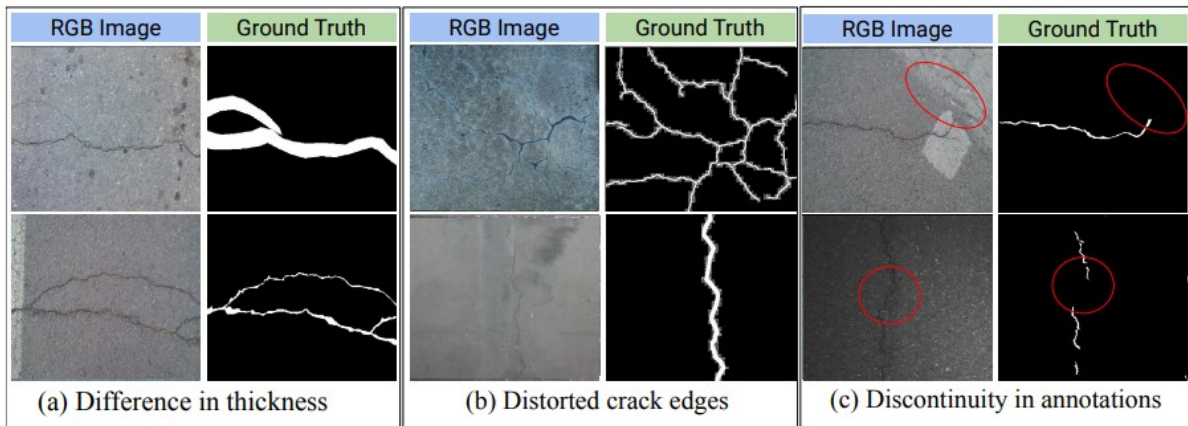 RGB Image Ground Truth RGB Image Ground Truth RGB Image Ground Truth
(a) Difference in thickness (b) Distorted crack edges (c) Discontinuity in annotations